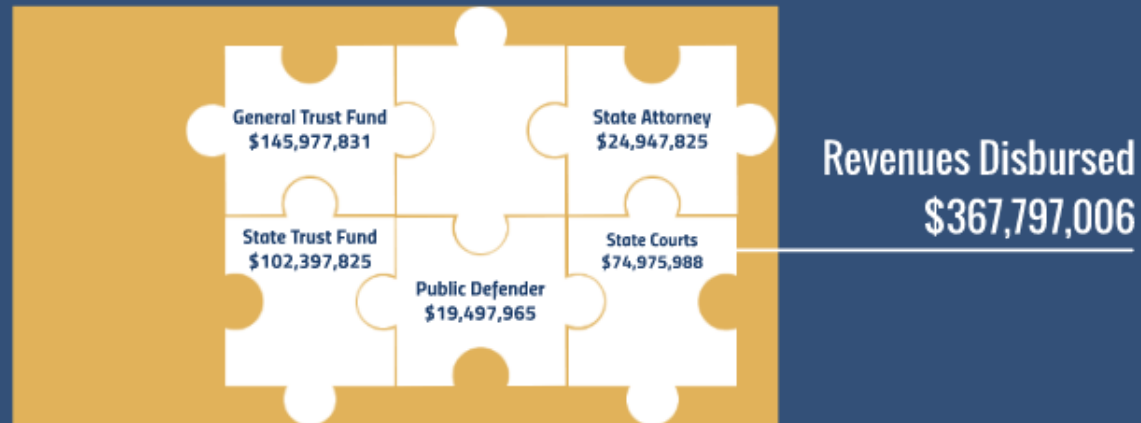 General Trust Fund
$145,977,831
State Attorney
$24,947,825
State Trust Fund
$102,397,825
Public Defender
$19,497,965
State Courts
$74,975,988
Revenues Disbursed
$367,797,006